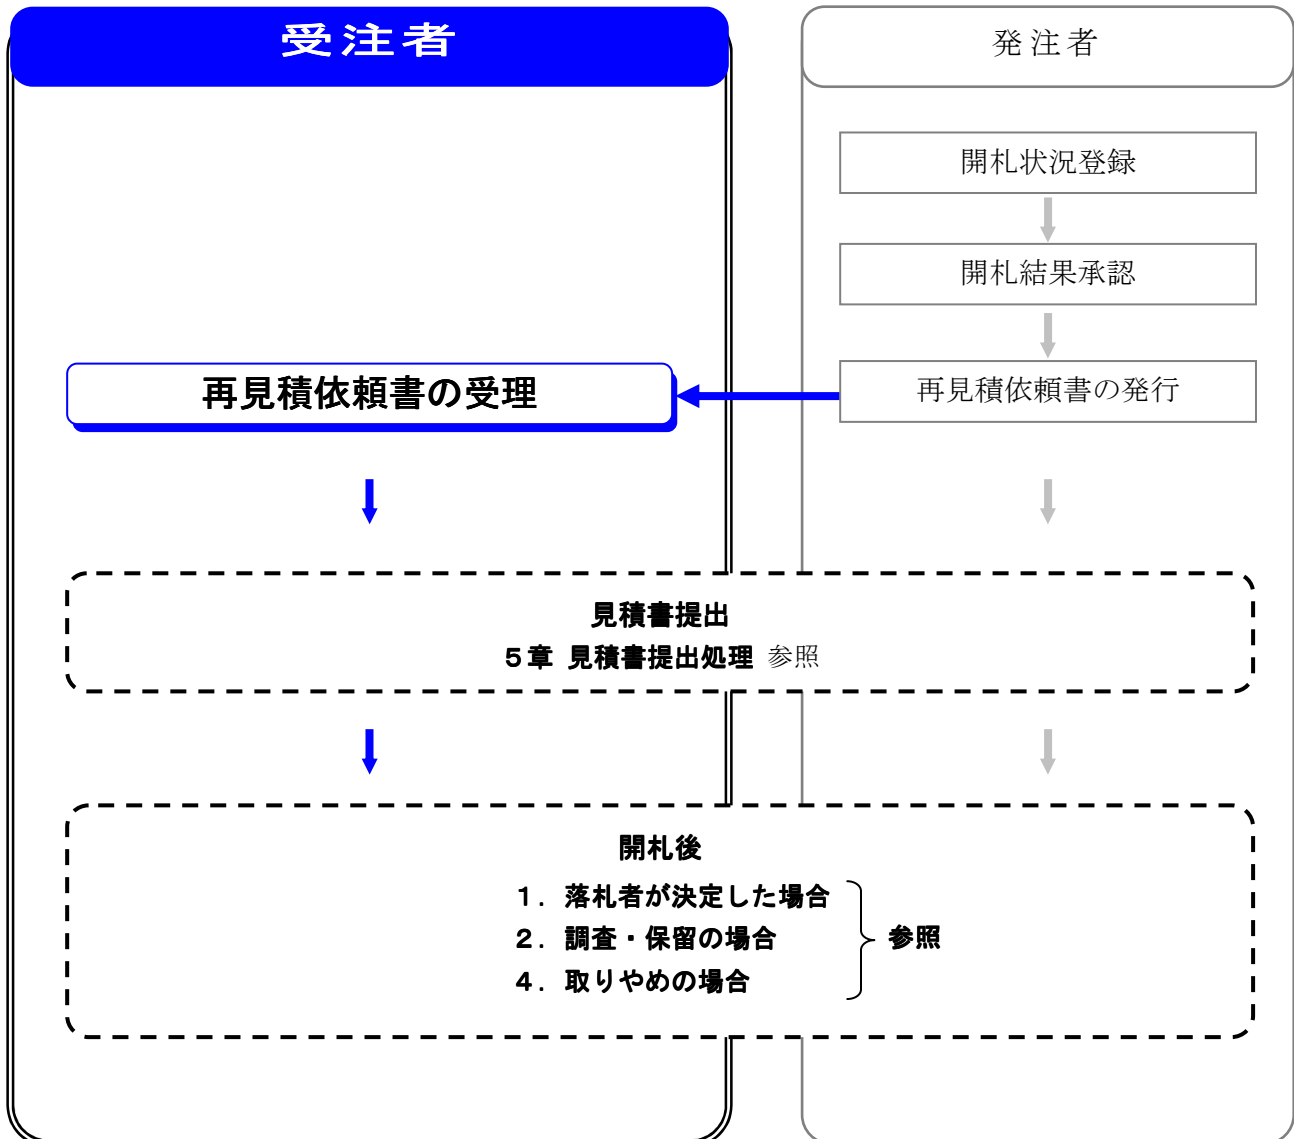 受注者
発注者
開札状況登録
開札結果承認
再見積依頼書の受理
再見積依頼書の発行
見積書提出
５章 見積書提出処理 参照
開札後
１．落札者が決定した場合
２．調査・保留の場合
参照
４．取りやめの場合